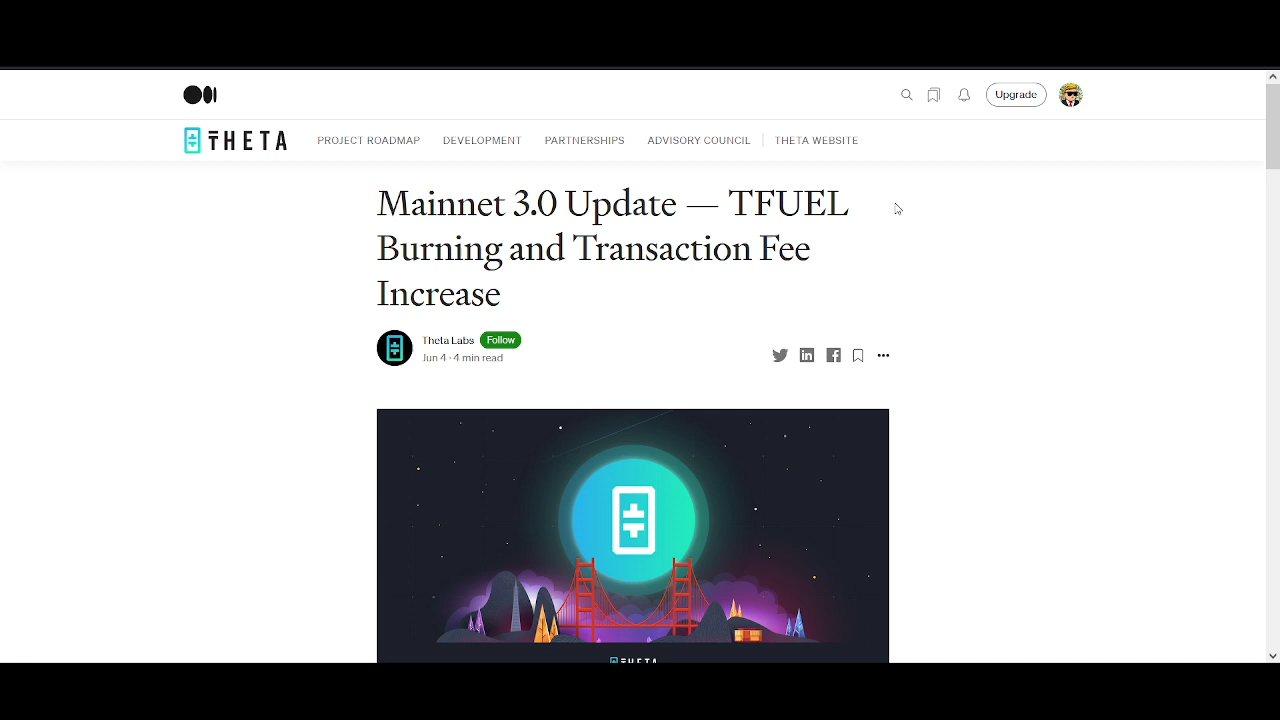 Upgrade
THETA
PROJECT ROADMAP DEVELOPMENT PARTNERSHIPS ADVISORY COUNCIL THETA WEBSITE
Mainnet 3.0 Update — TFUEL
Burning and Transaction Fee
Increase
Theta Labs Follow
Jun 4 · 4 min read
THETA